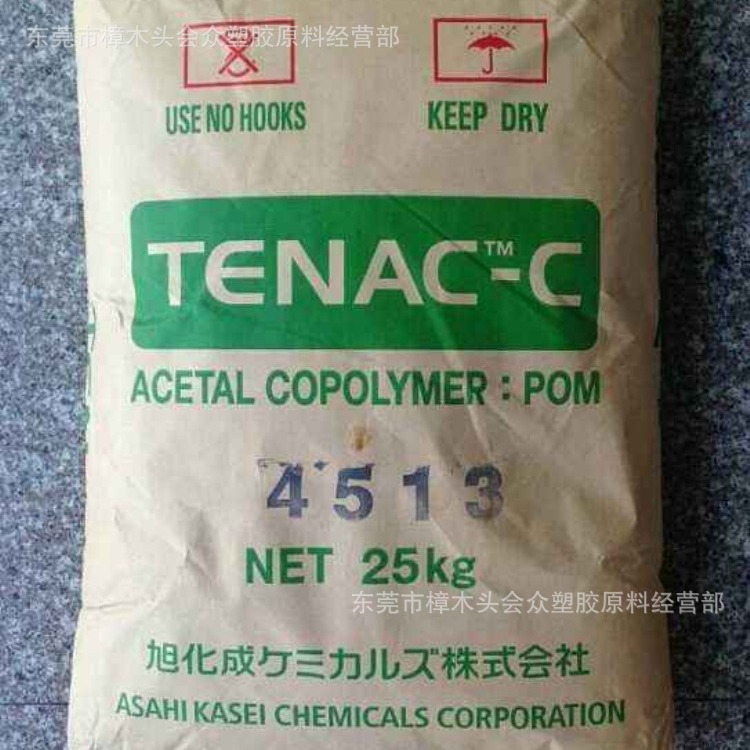 东莞市樟木头会众塑胶原料经营部
USE NO HOOKS
KEEP DRY
TENAC™-C
ACETAL COPOLYMER : POM
4513
NET 25kg
东莞市樟木头会众塑胶原料经营部
旭化成ケミカルズ株式会社
ASAHI KASEI CHEMICALS CORPORATION